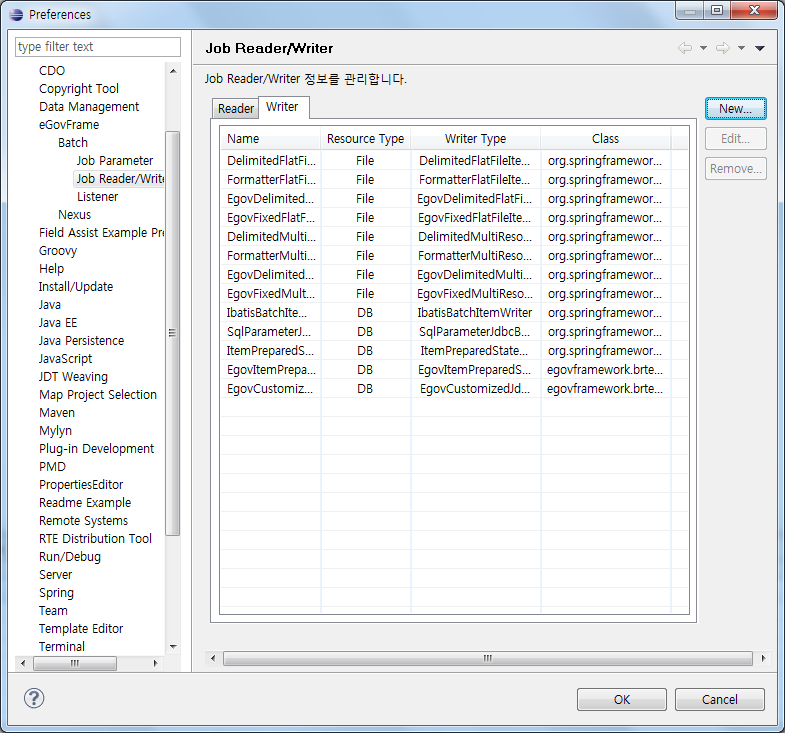 Preferences
type filter text
CDO
Copyright Tool
Data Management
eGovFrame
Batch
Job Parameter
Job Reader/Write
Listener
Nexus
Field Assist Example Pr
Groovy
Help
Install/Update
Java
Java EE
Java Persistence
JavaScript
JDT Weaving
Map Project Selection
Maven
Mylyn
Plug-in Development
PMD
PropertiesEditor
Readme Example
Remote Systems
RTE Distribution Tool
Run/Debug
Server
Spring
Team
Template Editor
Terminal
Job Reader/Writer
Job Reader/Writer 정보를 관리합니다.
Reader Writer
Name Resource Type Writer Type Class
DelimitedFlatFi... File DelimitedFlatFileIte... org.springframewor...
FormatterFlatFi... File FormatterFlatFileIte... org.springframewor...
EgovDelimited... File EgovDelimitedFlatFi... org.springframewor...
EgovFixedFlatF... File EgovFixedFlatFileIte... org.springframewor...
DelimitedMulti... File DelimitedMultiReso... org.springframewor...
FormatterMulti... File FormatterMultiReso... org.springframewor...
EgovDelimited... File EgovDelimitedMulti... org.springframewor...
EgovFixedMult... File EgovFixedMultiReso... org.springframewor...
IbatisBatchIte... DB IbatisBatchItemWriter org.springframewor...
SqlParameterJ... DB SqlParameterJdbcB... org.springframewor...
ItemPreparedS... DB ItemPreparedState... org.springframewor...
EgovItemPrepa... DB EgovItemPreparedS... egovframework.brte...
EgovCustomiz... DB EgovCustomizedJd... egovframework.brte...
New...
Edit...
Remove...
?
OK Cancel